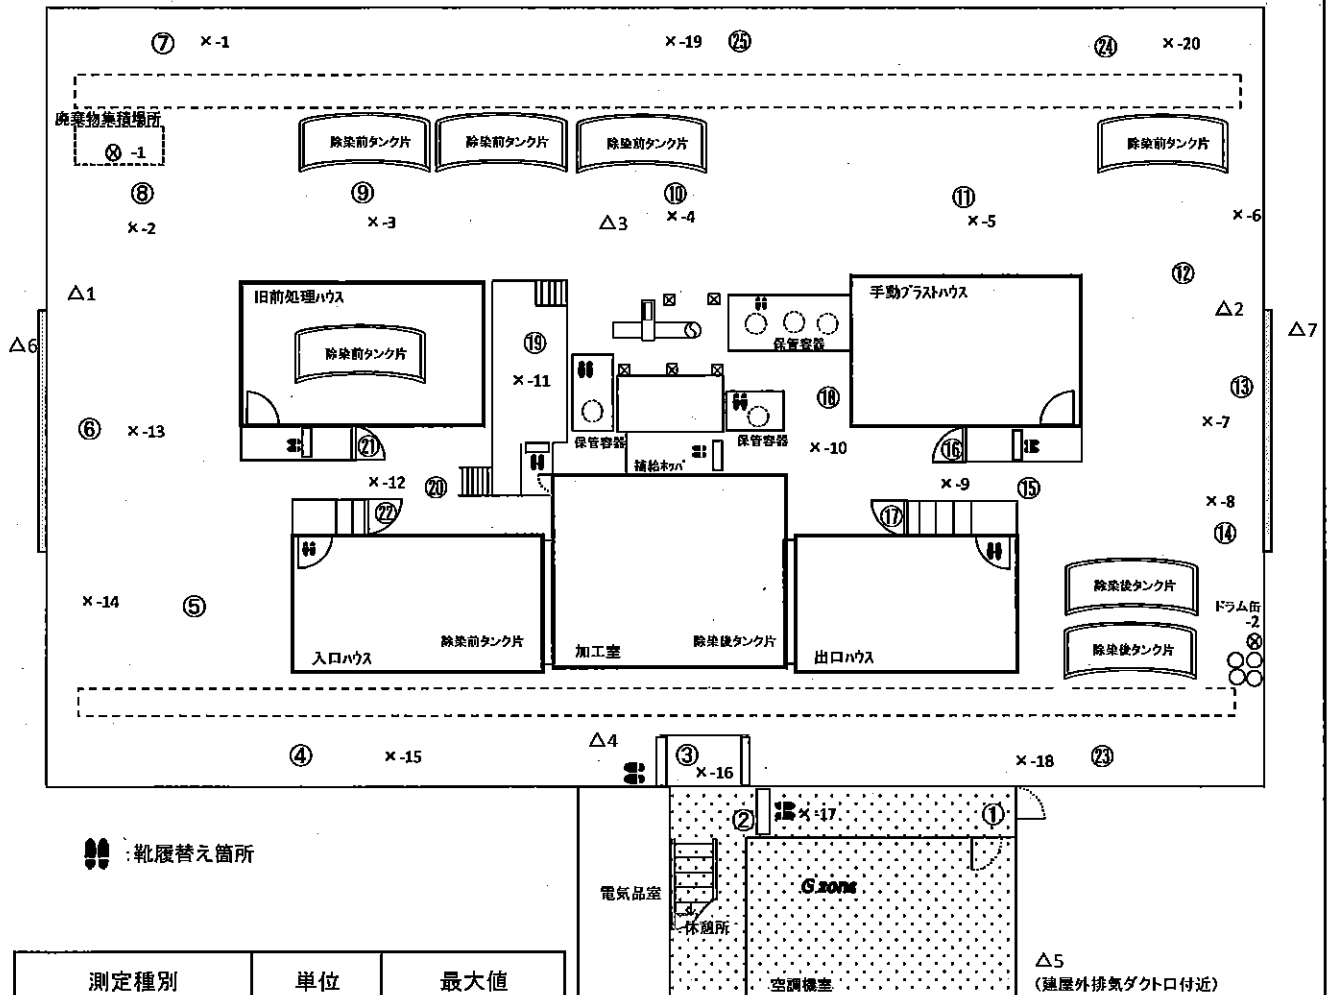 ⑦ ×-1 ×-19 ㉕ ㉔ ×-20
廃棄物集積場所
⊗ -1
除染前タンク片 除染前タンク片 除染前タンク片 除染前タンク片
⑧ ⑨ ⑩ ⑪
×-2 ×-3 △3 ×-4 ×-5 ×-6
⑫
△1 旧前処理ハウス 手動ブラストハウス △2
△6 除染前タンク片 ⑲ 保管容器 △7
×-11 ⑱ ⑬
⑥ ×-13 ×-7
㉑ 保管容器 保管容器 ×-10 ⑯
補給ホッパ
×-12 ⑳ ×-9 ⑮ ×-8
㉒ ⑰ ⑭
除染後タンク片
×-14 ⑤ ドラム缶
-2
⊗
入口ハウス 除染前タンク片 加工室 除染後タンク片 出口ハウス 除染後タンク片
④ ×-15 △4 ③ ×-16 ×-18 ㉓
② ×-17 ①
:靴履替え箇所
電気品室 G zone
休憩所
空調機室
△5
(建屋外排気ダクト口付近)
測定種別 単位 最大値